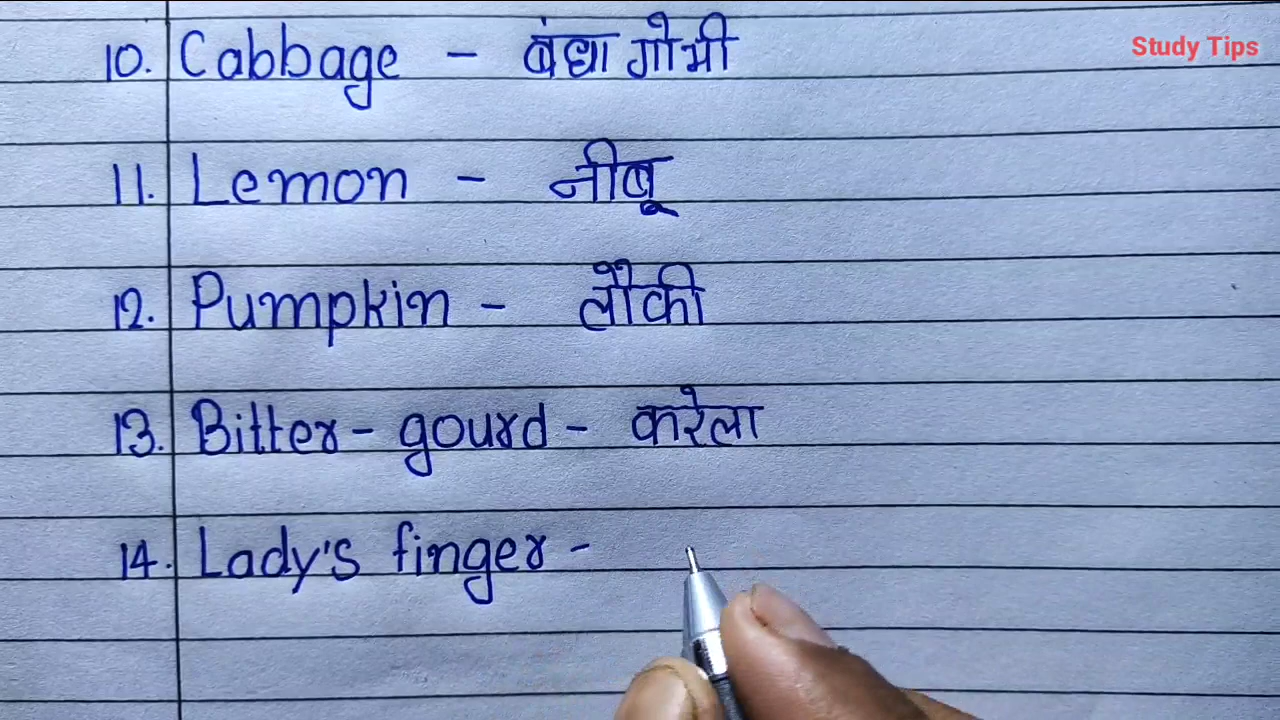 Study Tips
10. Cabbage - बंधा गोभी
11. Lemon - नीबू
12. Pumpkin - लौकी
13. Bitter-gourd - करेला
14. Lady's finger -